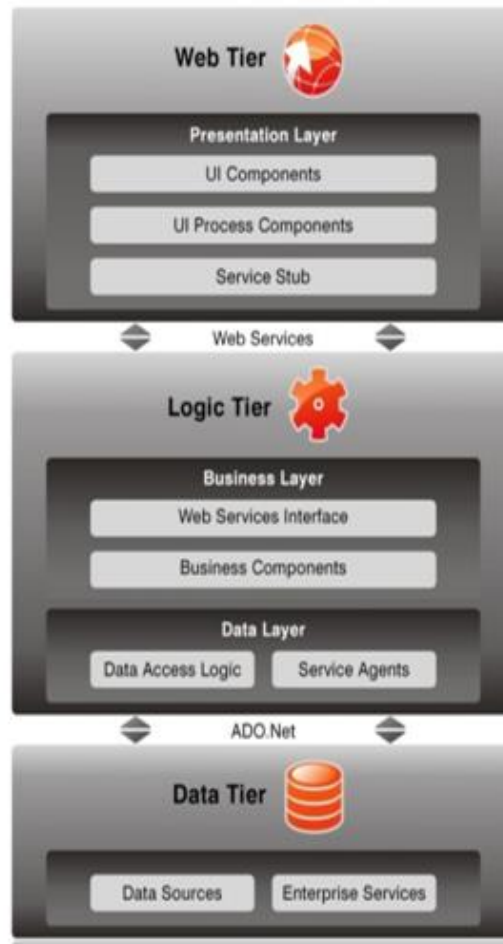 Web Tier
Presentation Layer
UI Components
UI Process Components
Service Stub
Web Services
Logic Tier
Business Layer
Web Services Interface
Business Components
Data Layer
Data Access Logic
Service Agents
ADO.Net
Data Tier
Data Sources
Enterprise Services